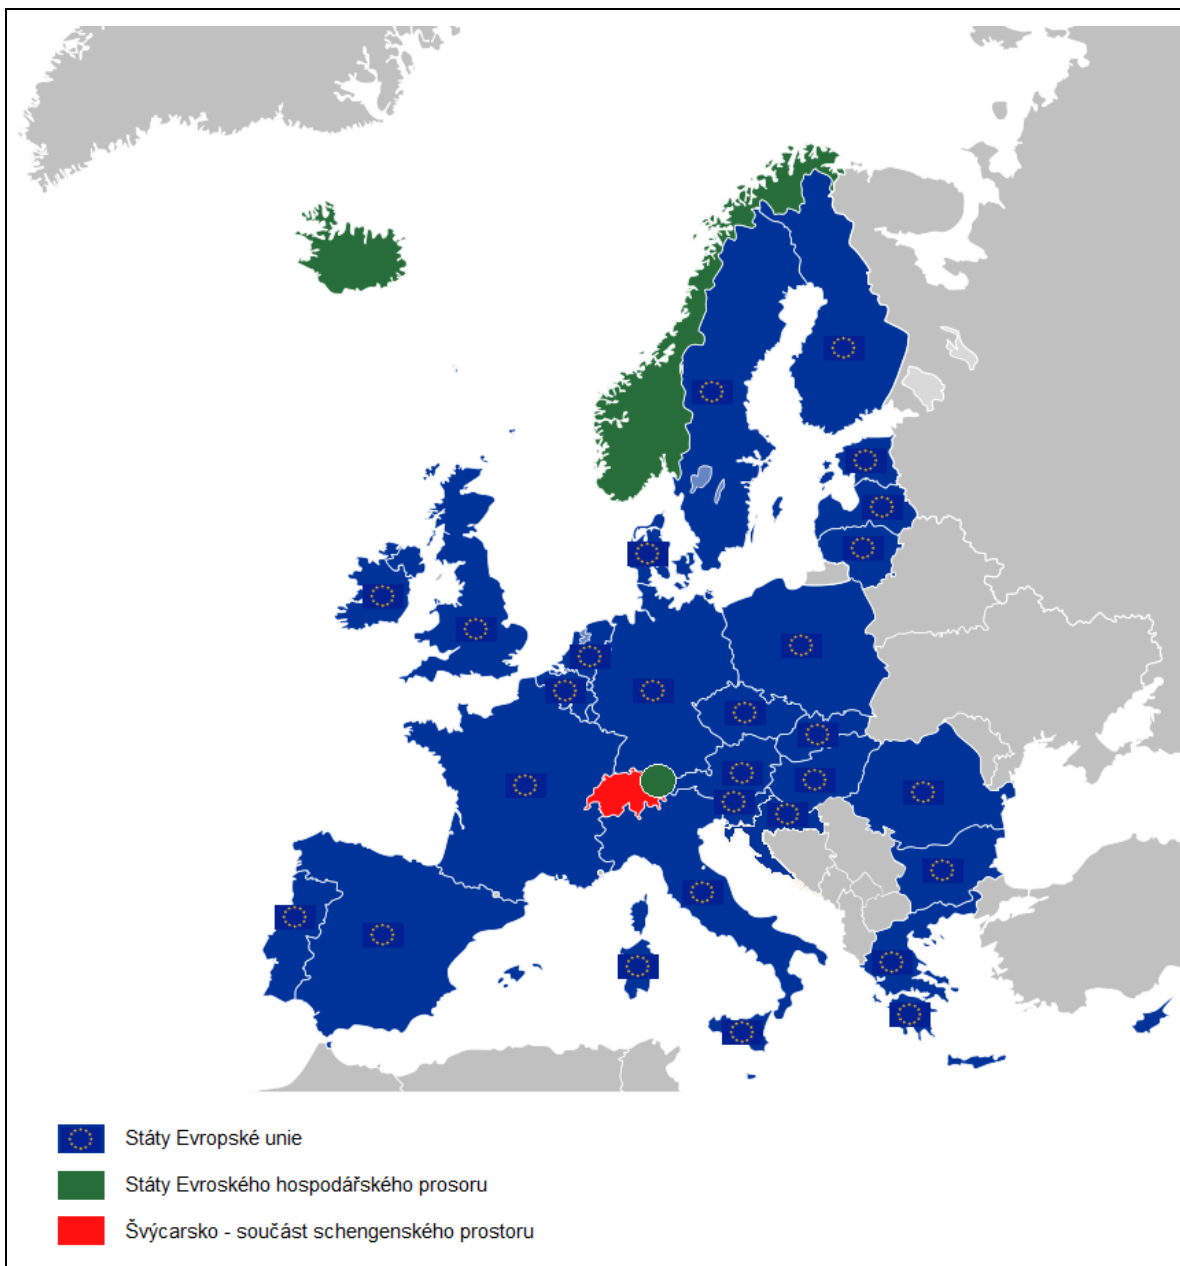 Státy Evropské unie
Státy Evroského hospodářského prosoru
Švýcarsko - součást schengenského prostoru